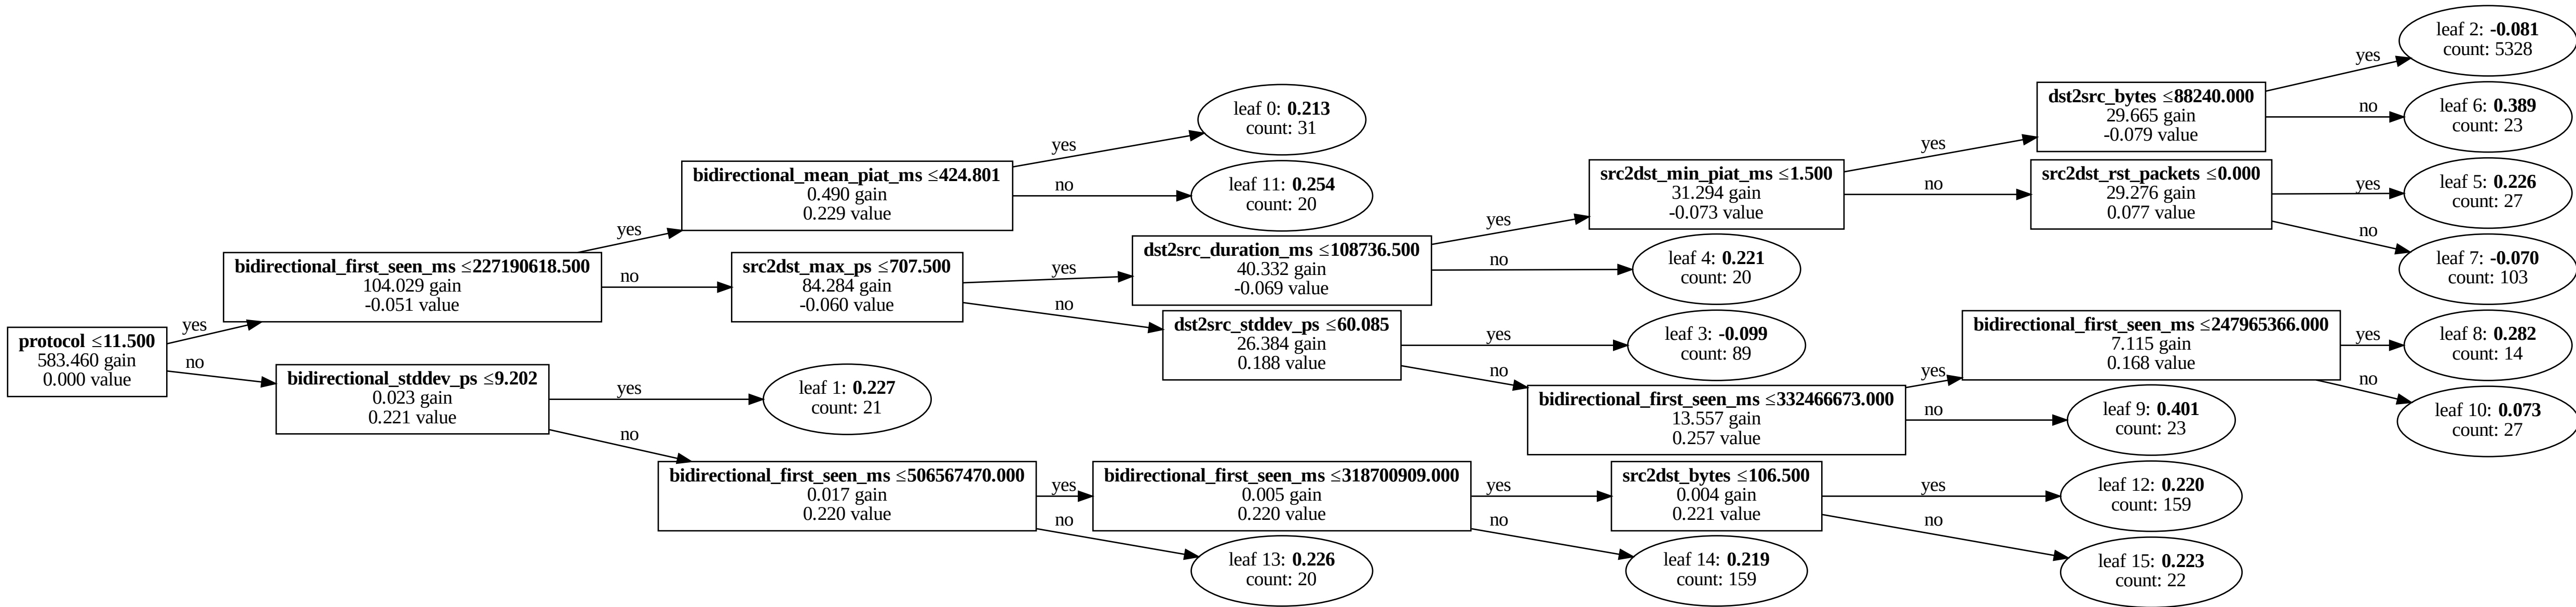 protocol ≤11.500
583.460 gain
0.000 value
yes
no
bidirectional_first_seen_ms ≤227190618.500
104.029 gain
-0.051 value
yes
no
bidirectional_stddev_ps ≤9.202
0.023 gain
0.221 value
yes
no
bidirectional_mean_piat_ms ≤424.801
0.490 gain
0.229 value
yes
no
src2dst_max_ps ≤707.500
84.284 gain
-0.060 value
yes
no
leaf 1: 0.227
count: 21
bidirectional_first_seen_ms ≤506567470.000
0.017 gain
0.220 value
yes
no
leaf 0: 0.213
count: 31
leaf 11: 0.254
count: 20
dst2src_duration_ms ≤108736.500
40.332 gain
-0.069 value
yes
no
dst2src_stddev_ps ≤60.085
26.384 gain
0.188 value
yes
no
bidirectional_first_seen_ms ≤318700909.000
0.005 gain
0.220 value
yes
no
leaf 13: 0.226
count: 20
src2dst_min_piat_ms ≤1.500
31.294 gain
-0.073 value
yes
no
leaf 4: 0.221
count: 20
leaf 3: -0.099
count: 89
bidirectional_first_seen_ms ≤332466673.000
13.557 gain
0.257 value
yes
no
src2dst_bytes ≤106.500
0.004 gain
0.221 value
yes
no
leaf 14: 0.219
count: 159
dst2src_bytes ≤88240.000
29.665 gain
-0.079 value
yes
no
src2dst_rst_packets ≤0.000
29.276 gain
0.077 value
yes
no
bidirectional_first_seen_ms ≤247965366.000
7.115 gain
0.168 value
yes
no
leaf 9: 0.401
count: 23
leaf 12: 0.220
count: 159
leaf 15: 0.223
count: 22
leaf 2: -0.081
count: 5328
leaf 6: 0.389
count: 23
leaf 5: 0.226
count: 27
leaf 7: -0.070
count: 103
leaf 8: 0.282
count: 14
leaf 10: 0.073
count: 27